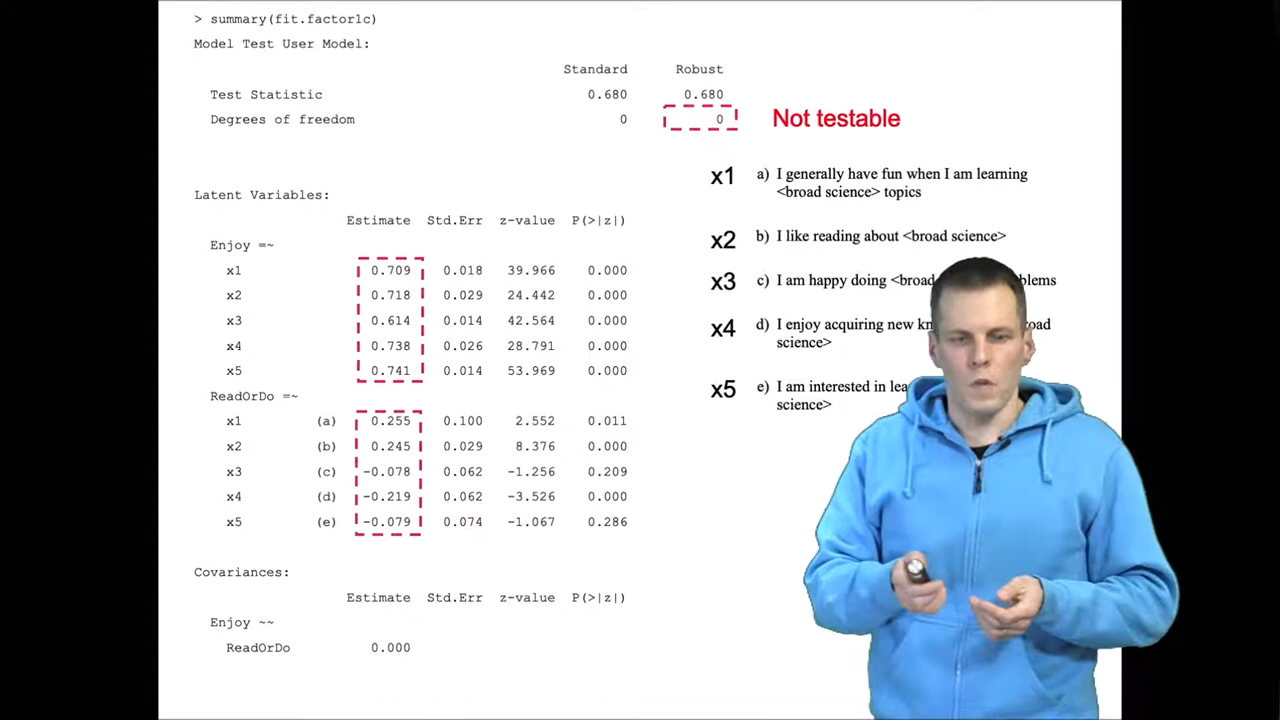 > summary(fit.factor1c)
Model Test User Model:
Standard Robust
Test Statistic 0.680 0.680
Degrees of freedom 0 0
Not testable
Latent Variables:
Estimate Std.Err z-value P(>|z|)
Enjoy =~
x1 0.709 0.018 39.966 0.000
x2 0.718 0.029 24.442 0.000
x3 0.614 0.014 42.564 0.000
x4 0.738 0.026 28.791 0.000
x5 0.741 0.014 53.969 0.000
ReadOrDo =~
x1 (a) 0.255 0.100 2.552 0.011
x2 (b) 0.245 0.029 8.376 0.000
x3 (c) -0.078 0.062 -1.256 0.209
x4 (d) -0.219 0.062 -3.526 0.000
x5 (e) -0.079 0.074 -1.067 0.286
Covariances:
Estimate Std.Err z-value P(>|z|)
Enjoy ~~
ReadOrDo 0.000
x1 a) I generally have fun when I am learning
<broad science> topics
x2 b) I like reading about <broad science>
x3 c) I am happy doing <broad
x4 d) I enjoy acquiring new
science>
x5 e) I am interested in
science>